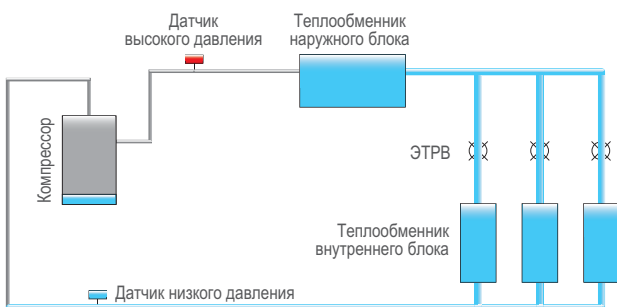 Датчик
высокого давления
Теплообменник
наружного блока
Компрессор
ЭТРВ
Теплообменник
внутреннего блока
Датчик низкого давления